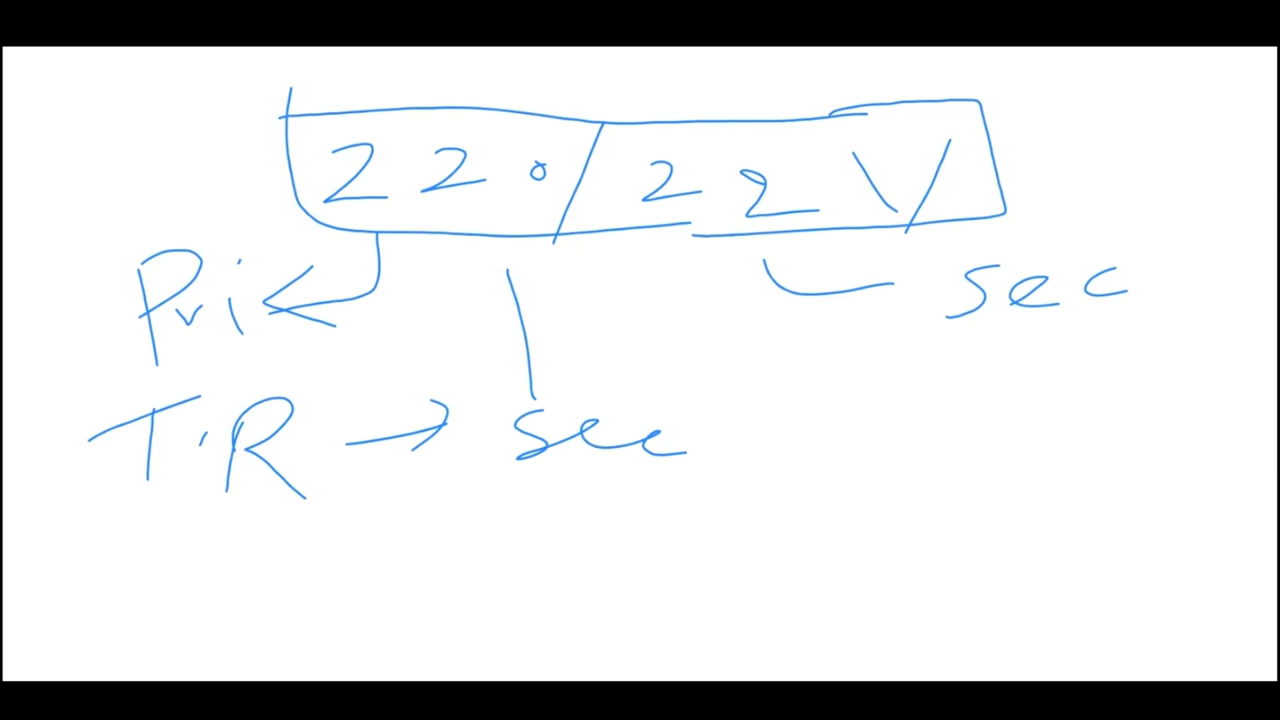 220/22V
Pri sec
T.R → sec